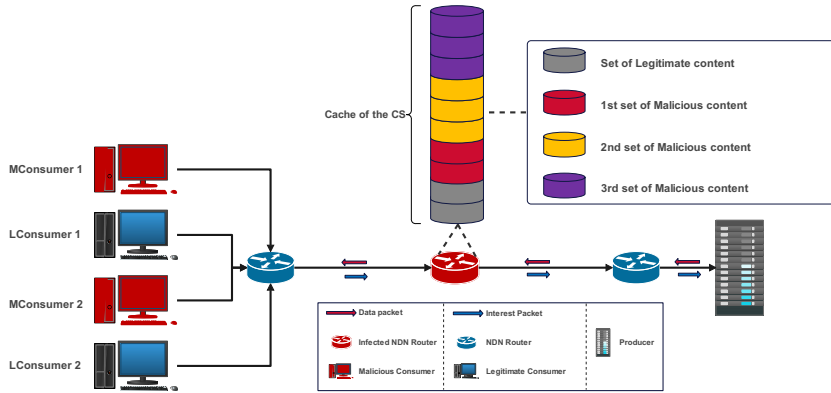 Set of Legitimate content
1st set of Malicious content
2nd set of Malicious content
3rd set of Malicious content
Cache of the CS
MConsumer 1
LConsumer 1
MConsumer 2
LConsumer 2
Data packet
Interest Packet
Infected NDN Router
NDN Router
Producer
Malicious Consumer
Legitimate Consumer